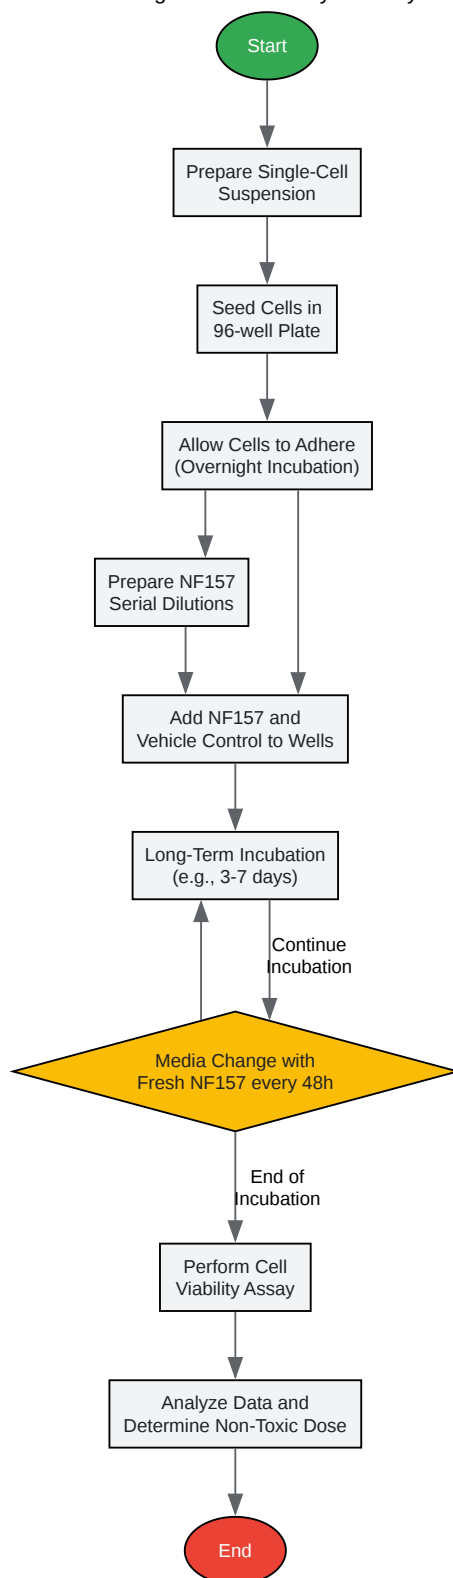 Start
Prepare Single-Cell
Suspension
Seed Cells in
96-well Plate
Allow Cells to Adhere
(Overnight Incubation)
Prepare NF157
Serial Dilutions
Add NF157 and
Vehicle Control to Wells
Long-Term Incubation
(e.g., 3-7 days)
Continue
Incubation
Media Change with
Fresh NF157 every 48h
End of
Incubation
Perform Cell
Viability Assay
Analyze Data and
Determine Non-Toxic Dose
End